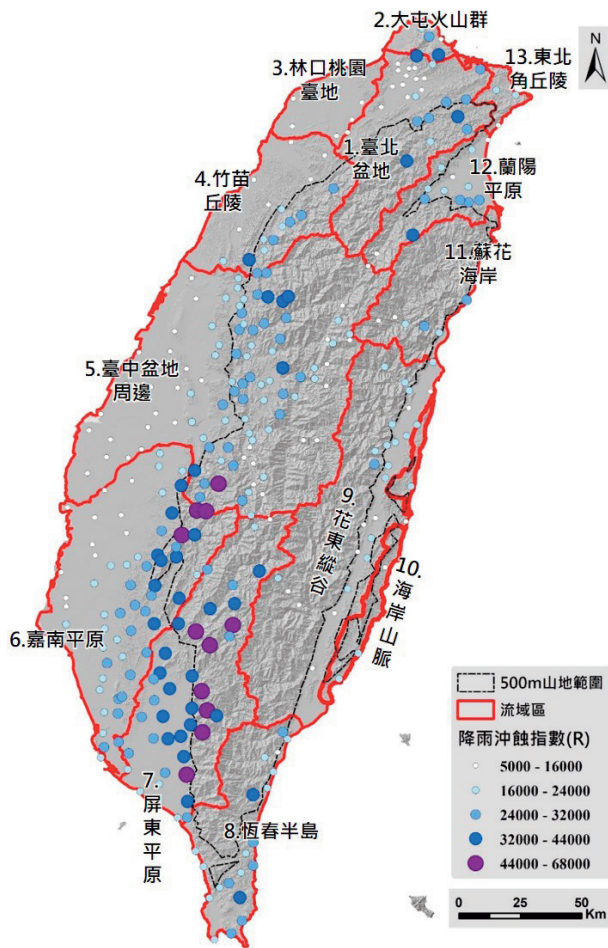 2.大屯火山群
N
13.東北
角丘陵
3.林口桃園
臺地
1.臺北
盆地
12.蘭陽
平原
4.竹苗
丘陵
11.蘇花
海岸
5.臺中盆地
周邊
9.花東縱谷
10.海岸山脈
6.嘉南平原
7.屏東平原
8.恆春半島
500m山地範圍
流域區
降雨沖蝕指數(R)
5000 - 16000
16000 - 24000
24000 - 32000
32000 - 44000
44000 - 68000
0 25 50
Km